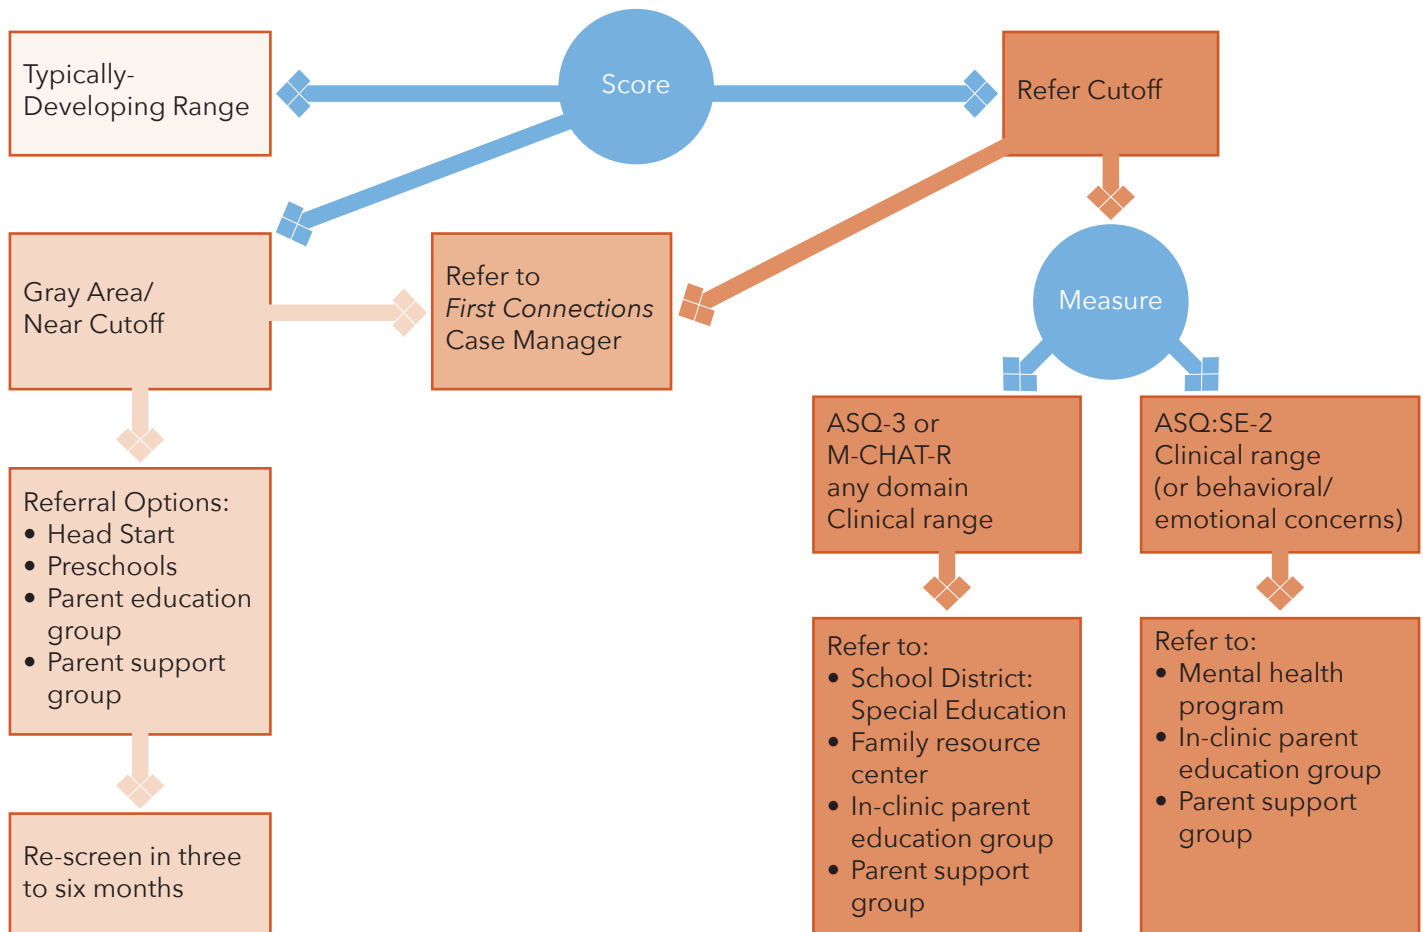 Typically-
Developing Range
Score
Refer Cutoff
Gray Area/
Near Cutoff
Refer to
First Connections
Case Manager
Measure
ASQ-3 or
M-CHAT-R
any domain
Clinical range
ASQ:SE-2
Clinical range
(or behavioral/
emotional concerns)
Referral Options:
• Head Start
• Preschools
• Parent education
group
• Parent support
group
Refer to:
• School District:
Special Education
• Family resource
center
• In-clinic parent
education group
• Parent support
group
Refer to:
• Mental health
program
• In-clinic parent
education group
• Parent support
group
Re-screen in three
to six months